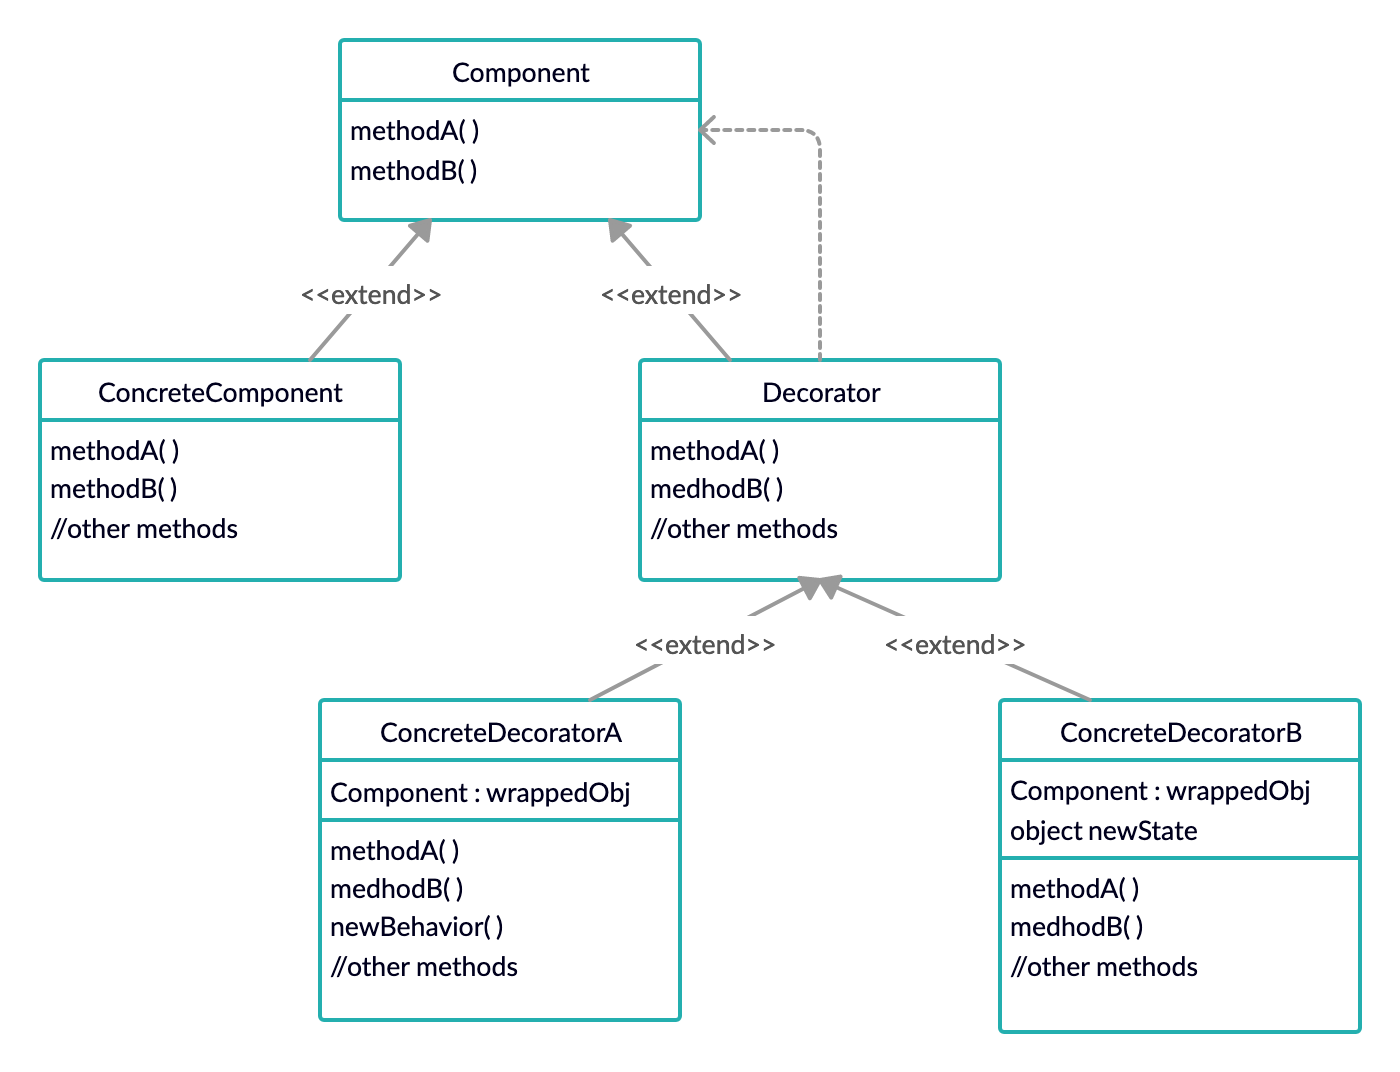 Component
methodA( )
methodB( )
<<extend>>
<<extend>>
ConcreteComponent
methodA( )
methodB( )
//other methods
Decorator
methodA( )
medhodB( )
//other methods
<<extend>>
<<extend>>
ConcreteDecoratorA
Component : wrappedObj
methodA( )
medhodB( )
newBehavior( )
//other methods
ConcreteDecoratorB
Component : wrappedObj
object newState
methodA( )
medhodB( )
//other methods